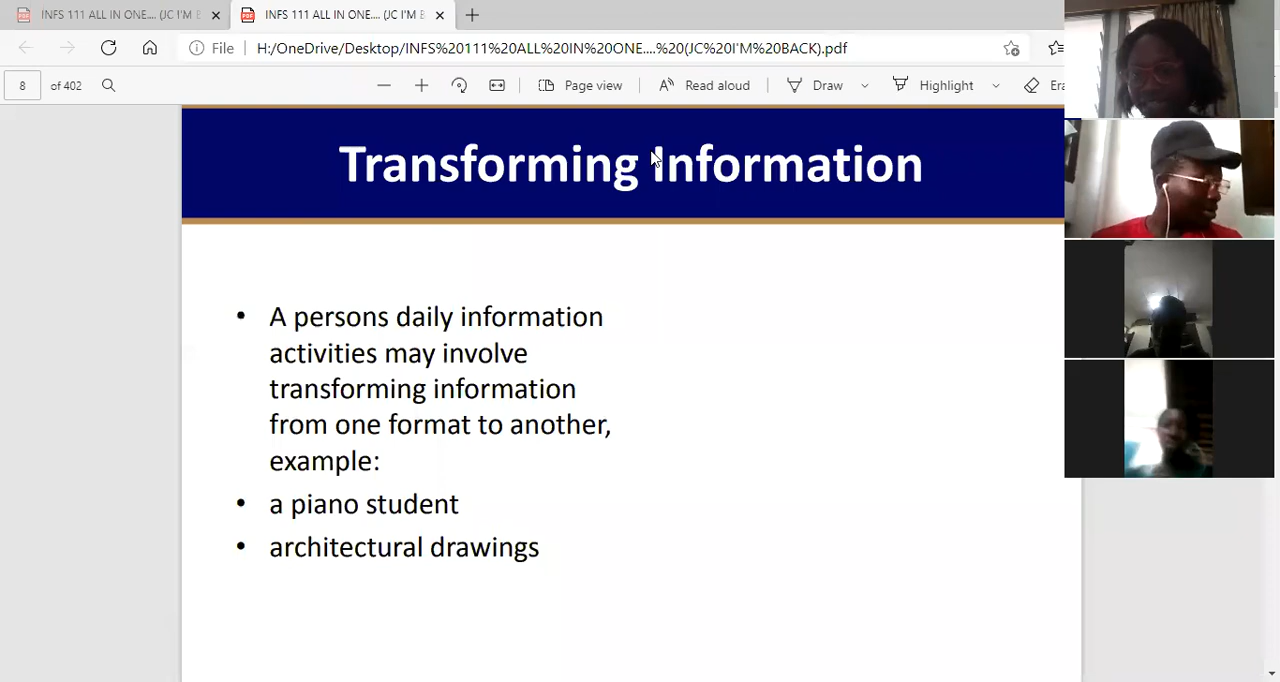 INFS 111 ALL IN ONE.... (JC I'M B
INFS 111 ALL IN ONE.... (JC I'M B
File
H:/OneDrive/Desktop/INFS%20111%20ALL%20IN%20ONE....%20(JC%20I'M%20BACK).pdf
8 of 402
Page view
Read aloud
Draw
Highlight
Era
Transforming Information
• A persons daily information
activities may involve
transforming information
from one format to another,
example:
• a piano student
• architectural drawings